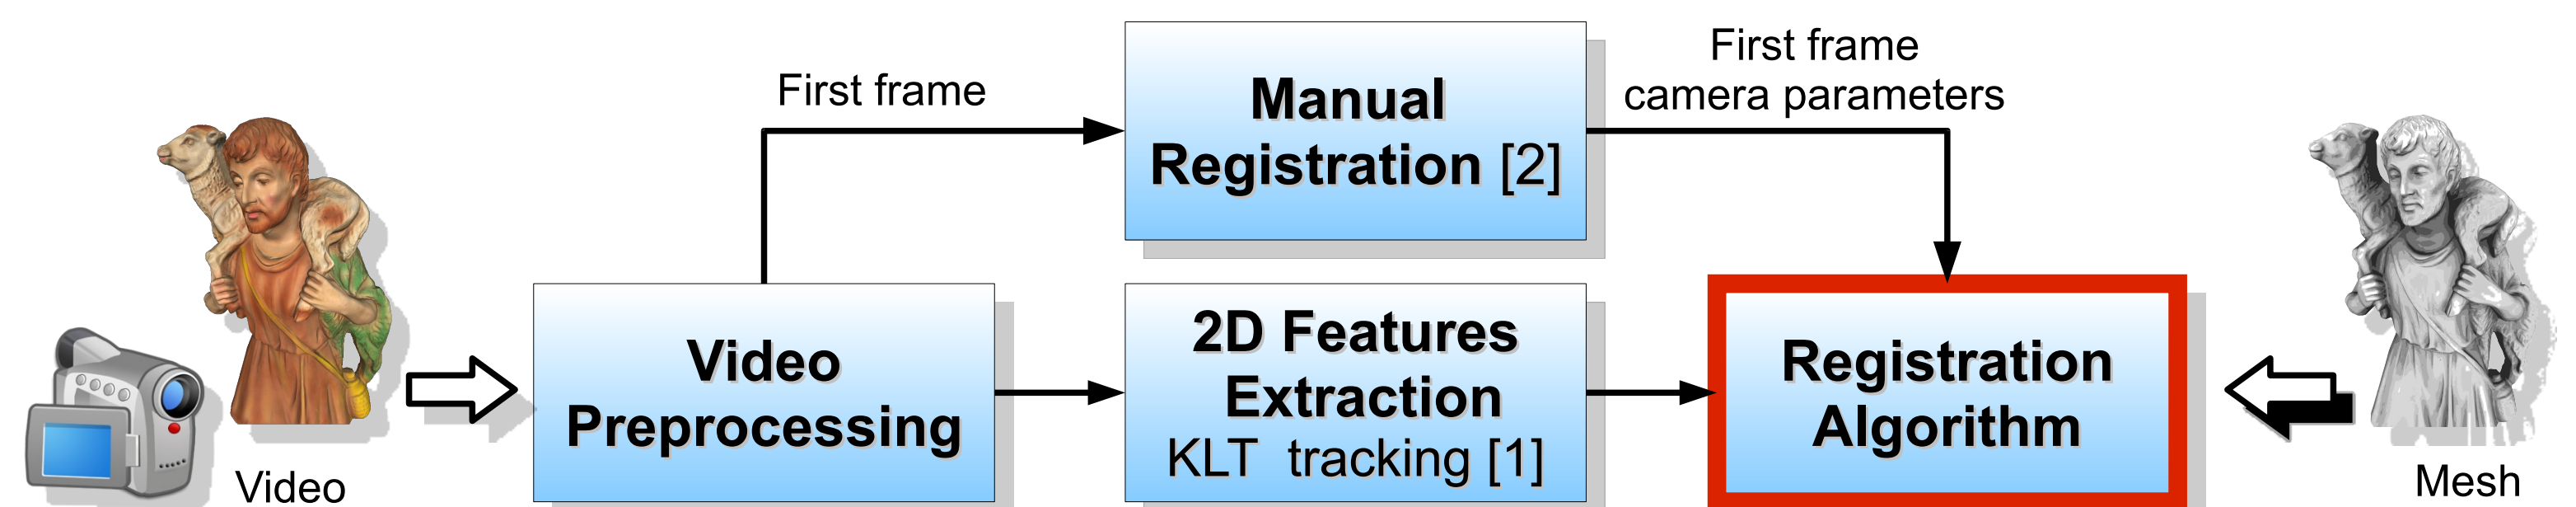 First frame
Manual
Registration [2]
First frame
camera parameters
Video
Video
Preprocessing
2D Features
Extraction
KLT tracking [1]
Registration
Algorithm
Mesh